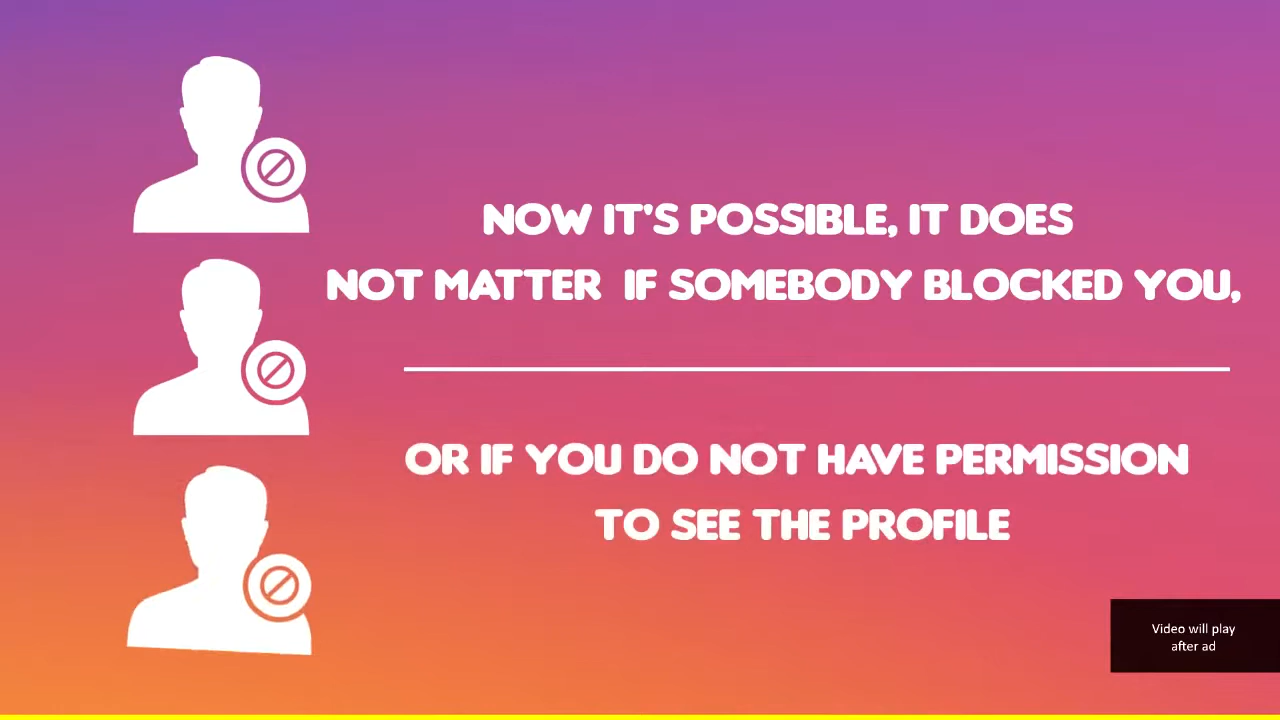 NOW IT'S POSSIBLE, IT DOES
NOT MATTER IF SOMEBODY BLOCKED YOU,
OR IF YOU DO NOT HAVE PERMISSION
TO SEE THE PROFILE
Video will play
after ad